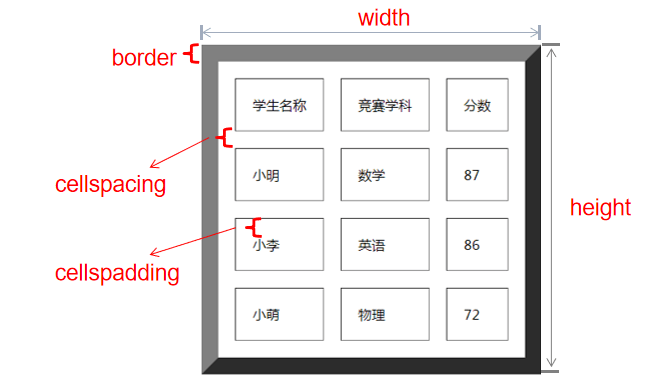 width
border
学生名称 竞赛学科 分数
cellspacing
小明 数学 87
height
小李 英语 86
cellspadding
小萌 物理 72